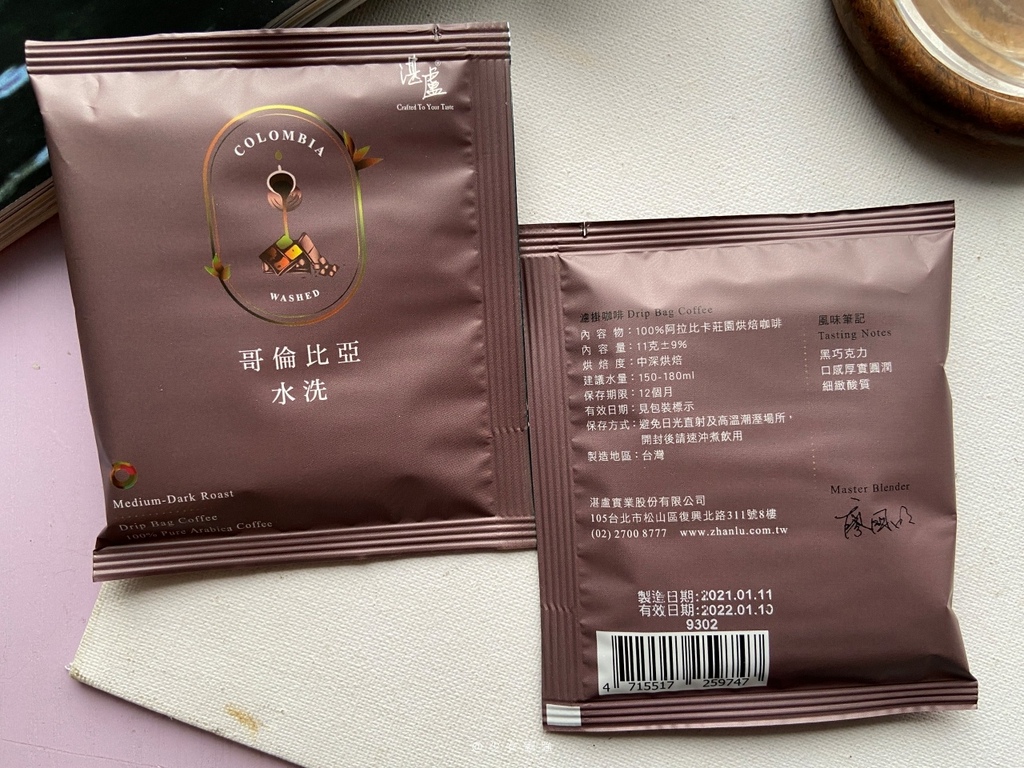 湛盧
Crafted To Your Taste
COLOMBIA
WASHED
哥倫比亞
水洗
Medium-Dark Roast
Drip Bag Coffee
100% Pure Arabica Coffee
濾掛咖啡 Drip Bag Coffee
內容物：100%阿拉比卡莊園烘焙咖啡
內容量：11克±9%
烘焙度：中深烘焙
建議水量：150-180ml
保存期限：12個月
有效日期：見包裝標示
保存方式：避免日光直射及高溫潮溼場所，
開封後請速沖煮飲用
製造地區：台灣
湛盧實業股份有限公司
105台北市松山區復興北路311號8樓
(02) 2700 8777 www.zhanlu.com.tw
風味筆記
Tasting Notes
黑巧克力
口感厚實圓潤
細緻酸質
Master Blender
製造日期:2021.01.11
有效日期:2022.01.10
9302
4 715517 259747